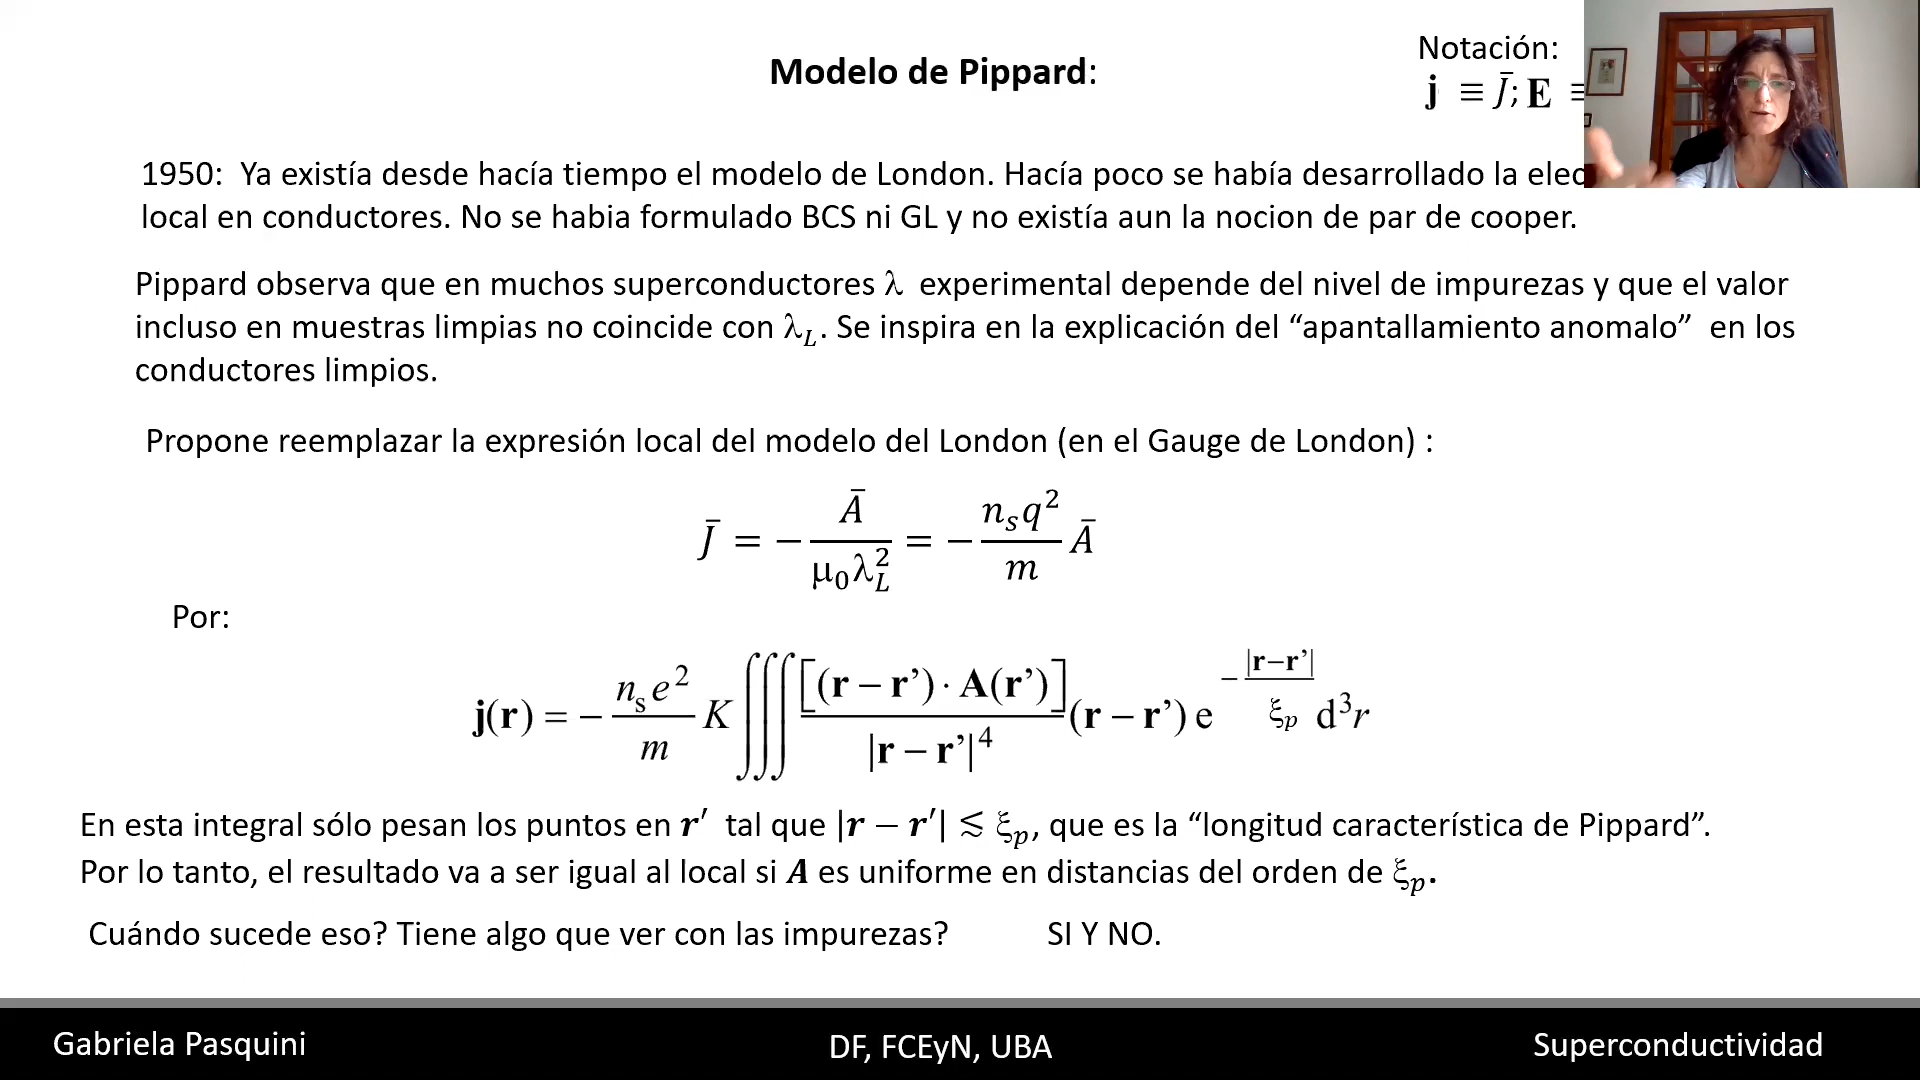 Modelo de Pippard:
Notación:
𝐣 ≡ J̄; 𝐄 ≡
1950: Ya existía desde hacía tiempo el modelo de London. Hacía poco se había desarrollado la
local en conductores. No se habia formulado BCS ni GL y no existía aun la nocion de par de cooper.
Pippard observa que en muchos superconductores λ experimental depende del nivel de impurezas y que el valor
incluso en muestras limpias no coincide con λ_L. Se inspira en la explicación del “apantallamiento anomalo” en los
conductores limpios.
Propone reemplazar la expresión local del modelo del London (en el Gauge de London) :
J̄ = − Ā / (μ₀λ_L²) = − (n_s q² / m) Ā
Por:
𝐣(𝐫) = − (n_s e² / m) K ∭ [(𝐫 − 𝐫’) · 𝐀(𝐫’)] / |𝐫 − 𝐫’|⁴ (𝐫 − 𝐫’) e^(−|𝐫−𝐫’| / ξ_p) d³r
En esta integral sólo pesan los puntos en 𝒓′ tal que |𝒓 − 𝒓′| ≲ ξ_p, que es la “longitud característica de Pippard”.
Por lo tanto, el resultado va a ser igual al local si 𝑨 es uniforme en distancias del orden de ξ_p.
Cuándo sucede eso? Tiene algo que ver con las impurezas? SI Y NO.
Gabriela Pasquini DF, FCEyN, UBA Superconductividad